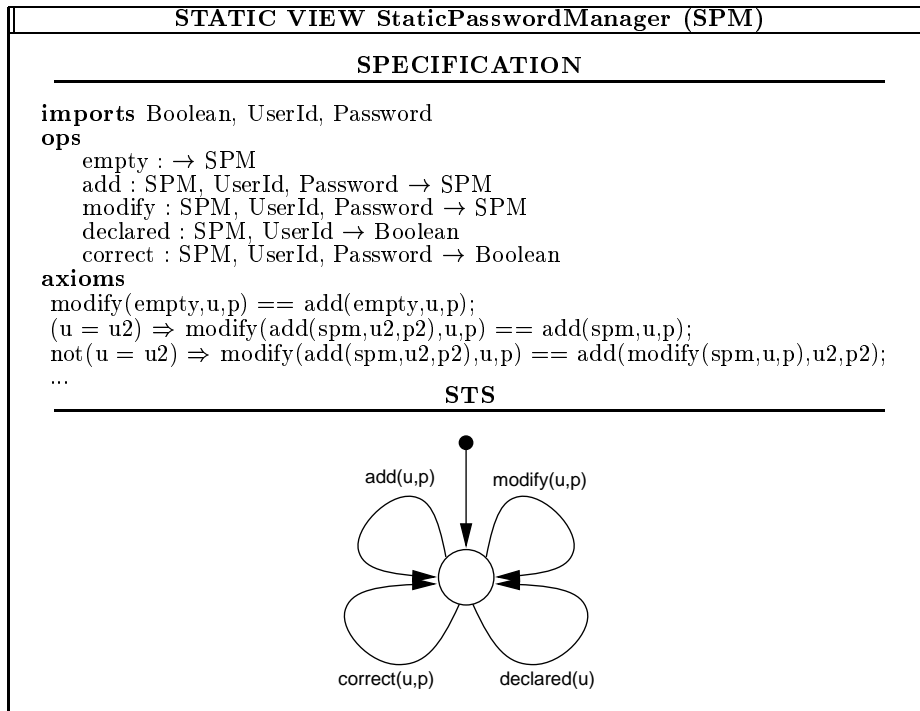 STATIC VIEW StaticPasswordManager (SPM)
SPECIFICATION
imports Boolean, UserId, Password
ops
empty : → SPM
add : SPM, UserId, Password → SPM
modify : SPM, UserId, Password → SPM
declared : SPM, UserId → Boolean
correct : SPM, UserId, Password → Boolean
axioms
modify(empty,u,p) == add(empty,u,p);
(u = u2) ⇒ modify(add(spm,u2,p2),u,p) == add(spm,u,p);
not(u = u2) ⇒ modify(add(spm,u2,p2),u,p) == add(modify(spm,u,p),u2,p2);
...
STS
add(u,p)
modify(u,p)
correct(u,p)
declared(u)